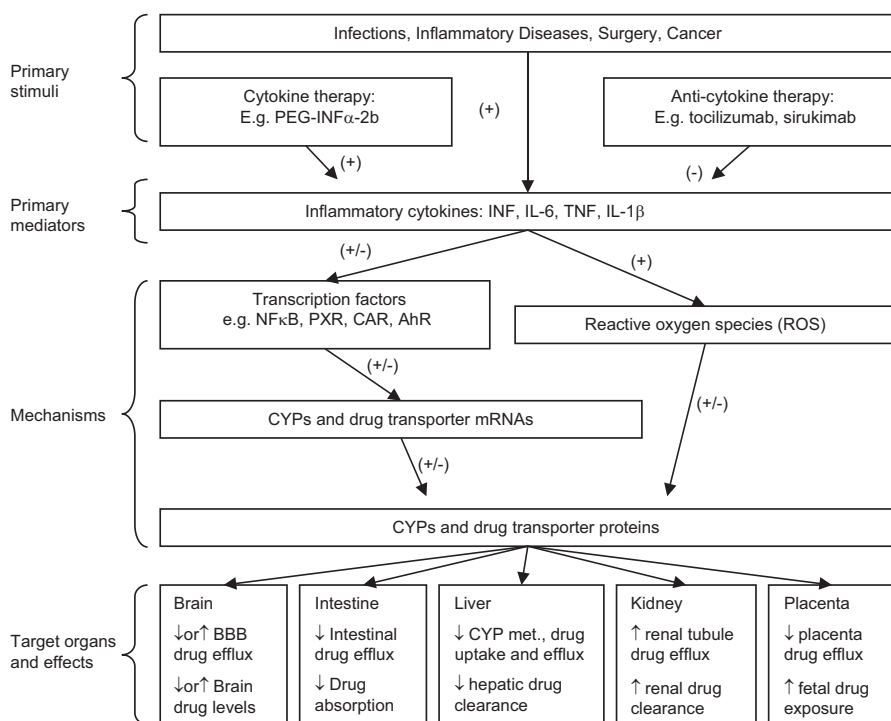 Infections, Inflammatory Diseases, Surgery, Cancer
Primary
stimuli
Cytokine therapy:
E.g. PEG-INFα-2b
(+)
Anti-cytokine therapy:
E.g. tocilizumab, sirukimab
(+)
(-)
Primary
mediators
Inflammatory cytokines: INF, IL-6, TNF, IL-1β
(+/-)
(+)
Transcription factors
e.g. NFκB, PXR, CAR, AhR
Reactive oxygen species (ROS)
(+/-)
(+/-)
Mechanisms
CYPs and drug transporter mRNAs
(+/-)
CYPs and drug transporter proteins
Target organs
and effects
Brain
↓or↑ BBB
drug efflux
↓or↑ Brain
drug levels
Intestine
↓ Intestinal
drug efflux
↓ Drug
absorption
Liver
↓ CYP met., drug
uptake and efflux
↓ hepatic drug
clearance
Kidney
↑ renal tubule
drug efflux
↑ renal drug
clearance
Placenta
↓ placenta
drug efflux
↑ fetal drug
exposure